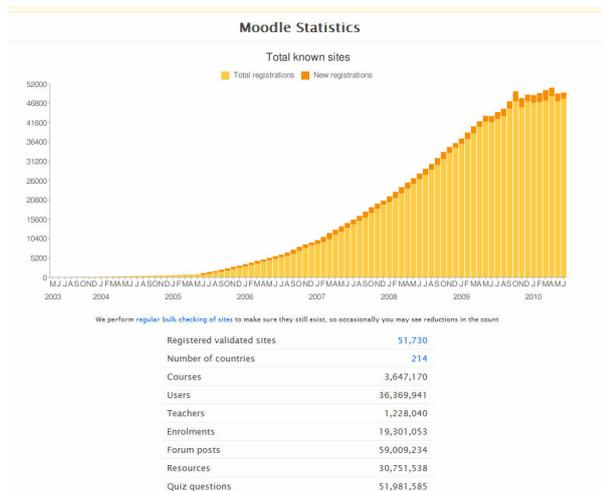 Moodle Statistics
Total known sites
Total registrations New registrations
52000
46800
41600
36400
31200
26000
20800
15600
10400
5200
0
M J J A S O N D J F M A M J J A S O N D J F M A M J J A S O N D J F M A M J J A S O N D J F M A M J J A S O N D J F M A M J J A S O N D J F M A M J J A S O N D J F M A M J
2003 2004 2005 2006 2007 2008 2009 2010
We perform regular bulk checking of sites to make sure they still exist, so occasionally you may see reductions in the count
Registered validated sites 51,730
Number of countries 214
Courses 3,647,170
Users 36,369,941
Teachers 1,228,040
Enrolments 19,301,053
Forum posts 59,009,234
Resources 30,751,538
Quiz questions 51,981,585